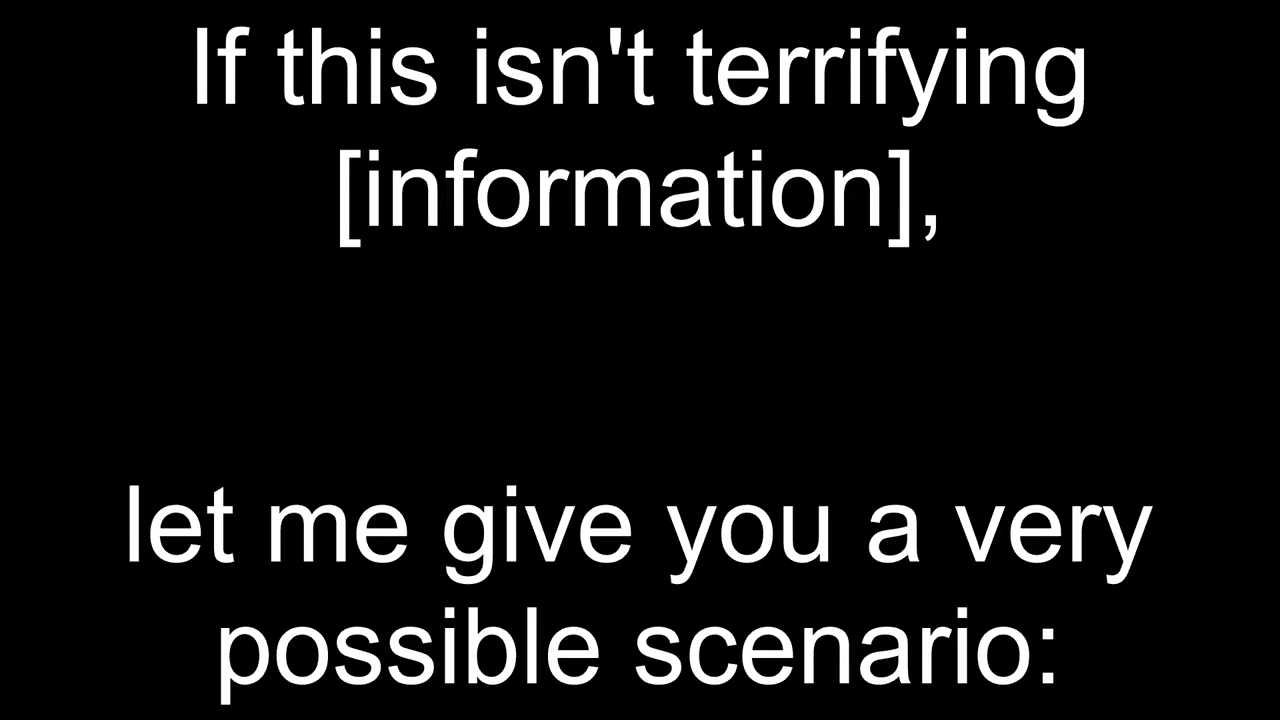 If this isn't terrifying
[information],
let me give you a very
possible scenario: